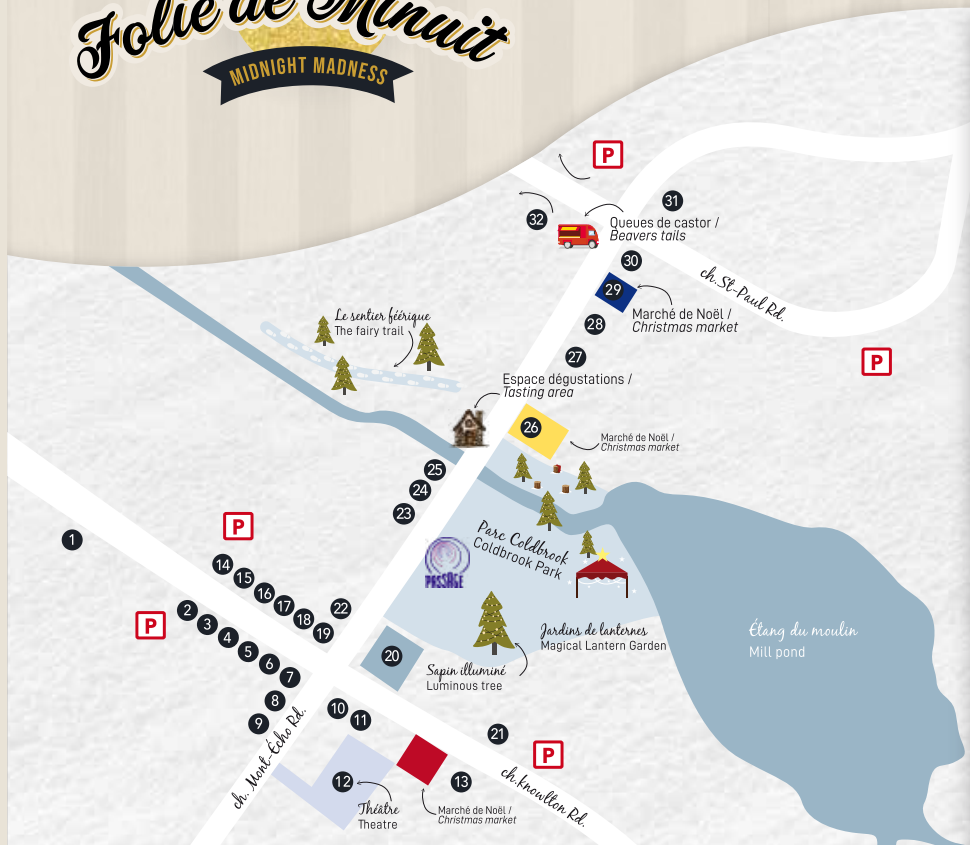 Folie de Minuit
MIDNIGHT MADNESS
P
31
32
Queues de castor /
Beavers tails
30
ch.St-Paul Rd.
29
Marché de Noël /
Christmas market
28
Le sentier féérique
The fairy trail
27
P
Espace dégustations /
Tasting area
26
Marché de Noël /
Christmas market
25
24
23
P
1
Parc Coldbrook
Coldbrook Park
PASSAGE
14
15
16
17
18
19
22
2
3
4
5
6
7
8
9
P
Jardins de lanternes
Magical Lantern Garden
Étang du moulin
Mill pond
20
Sapin illuminé
Luminous tree
10
11
21
P
ch. Mont-Écho Rd.
12
13
ch.Knowlton Rd.
Théâtre
Theatre
Marché de Noël /
Christmas market